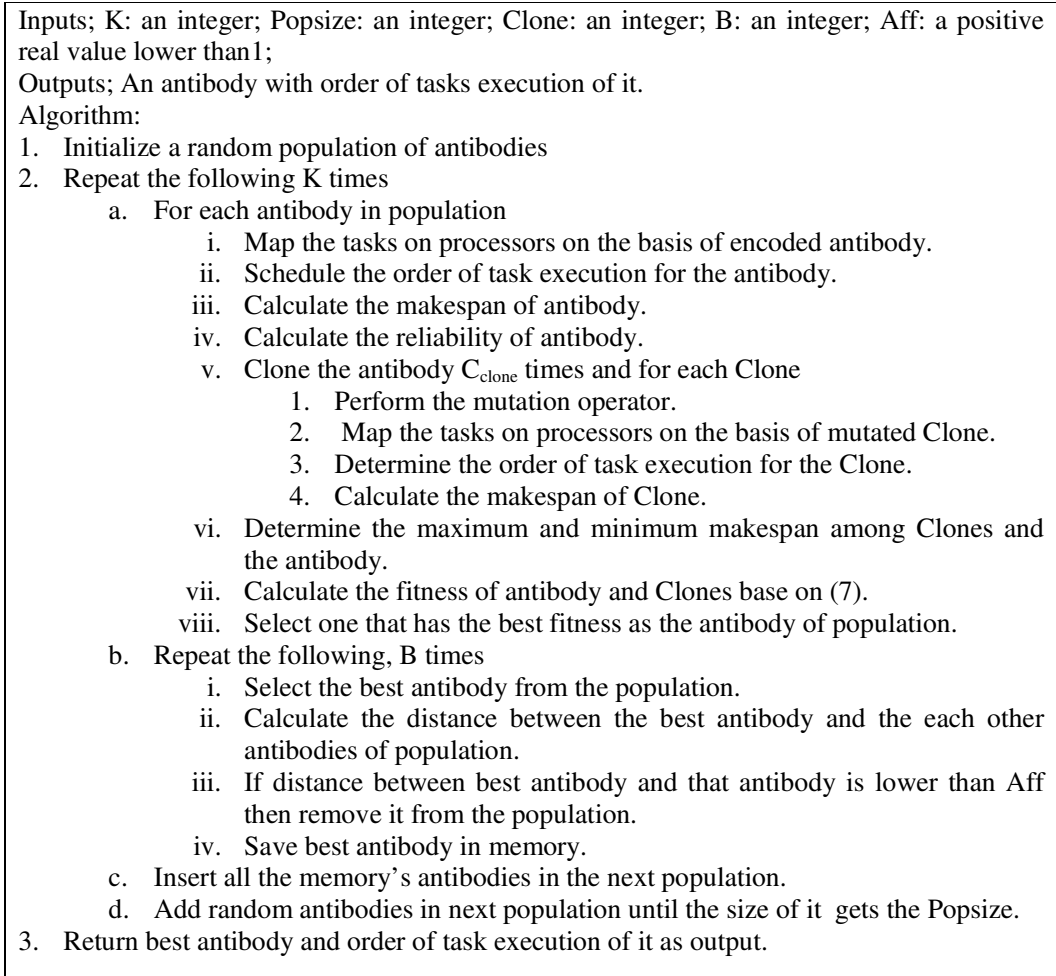 Inputs; K: an integer; Popsize: an integer; Clone: an integer; B: an integer; Aff: a positive
real value lower than1;
Outputs; An antibody with order of tasks execution of it.
Algorithm:
1. Initialize a random population of antibodies
2. Repeat the following K times
a. For each antibody in population
i. Map the tasks on processors on the basis of encoded antibody.
ii. Schedule the order of task execution for the antibody.
iii. Calculate the makespan of antibody.
iv. Calculate the reliability of antibody.
v. Clone the antibody C_clone times and for each Clone
1. Perform the mutation operator.
2. Map the tasks on processors on the basis of mutated Clone.
3. Determine the order of task execution for the Clone.
4. Calculate the makespan of Clone.
vi. Determine the maximum and minimum makespan among Clones and
the antibody.
vii. Calculate the fitness of antibody and Clones base on (7).
viii. Select one that has the best fitness as the antibody of population.
b. Repeat the following, B times
i. Select the best antibody from the population.
ii. Calculate the distance between the best antibody and the each other
antibodies of population.
iii. If distance between best antibody and that antibody is lower than Aff
then remove it from the population.
iv. Save best antibody in memory.
c. Insert all the memory's antibodies in the next population.
d. Add random antibodies in next population until the size of it gets the Popsize.
3. Return best antibody and order of task execution of it as output.